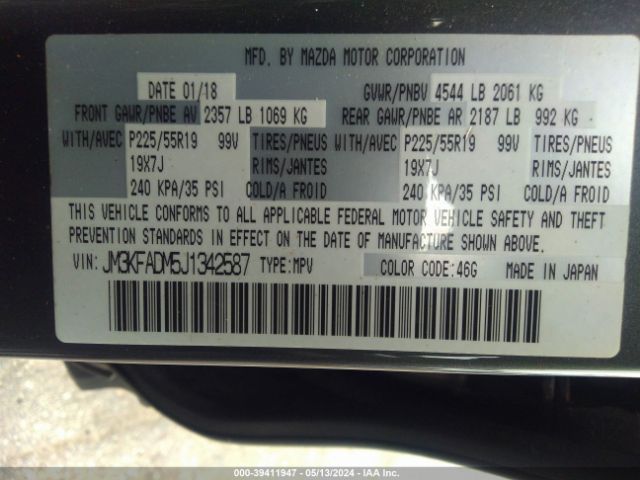 MFD. BY MAZDA MOTOR CORPORATION
DATE 01/18 GVWR/PNBV 4544 LB 2061 KG
FRONT GAWR/PNBE AV 2357 LB 1069 KG REAR GAWR/PNBE AR 2187 LB 992 KG
WITH/AVEC P225/55R19 99V TIRES/PNEUS WITH/AVEC P225/55R19 99V TIRES/PNEUS
19X7J RIMS/JANTES 19X7J RIMS/JANTES
240 KPA/35 PSI COLD/A FROID 240 KPA/35 PSI COLD/A FROID
THIS VEHICLE CONFORMS TO ALL APPLICABLE FEDERAL MOTOR VEHICLE SAFETY AND THEFT
PREVENTION STANDARDS IN EFFECT ON THE DATE OF MANUFACTURE SHOWN ABOVE.
VIN: JM3KFADM5J1342587 TYPE:MPV COLOR CODE:46G MADE IN JAPAN
000-39411947 - 05/13/2024 - IAA Inc.